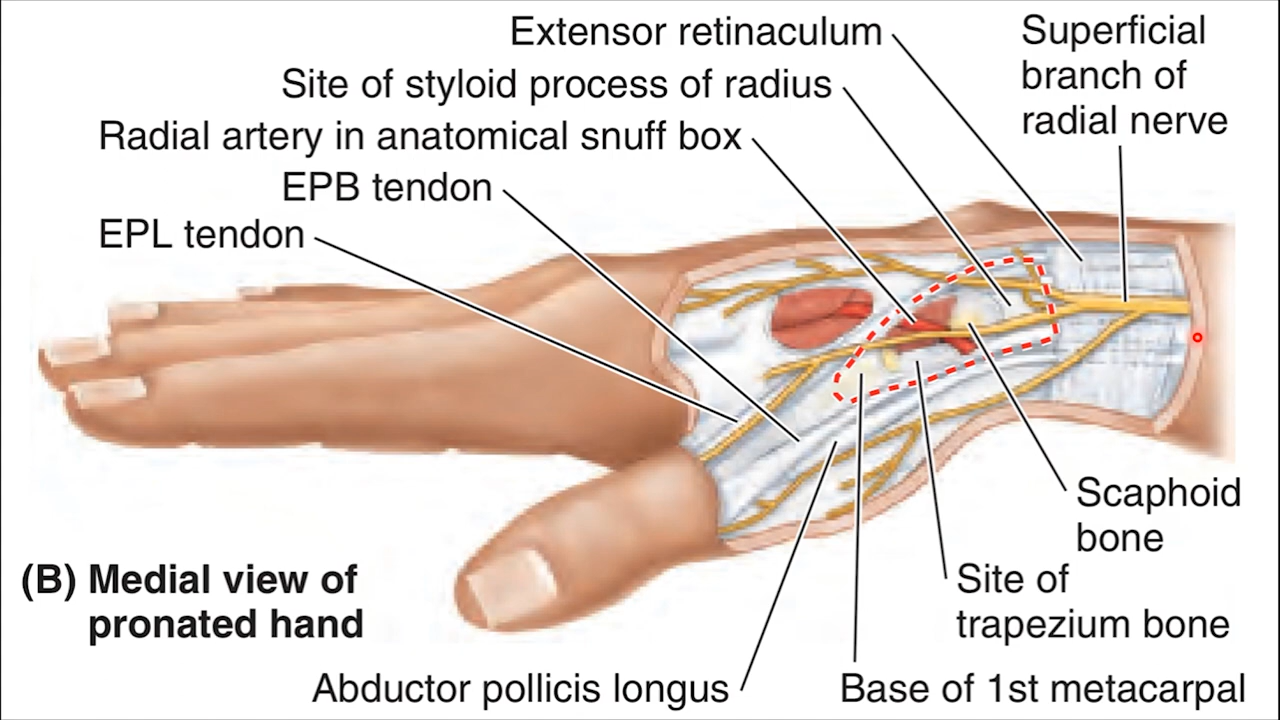 Extensor retinaculum
Superficial
branch of
radial nerve
Site of styloid process of radius
Radial artery in anatomical snuff box
EPB tendon
EPL tendon
Scaphoid
bone
(B) Medial view of
pronated hand
Site of
trapezium bone
Abductor pollicis longus
Base of 1st metacarpal